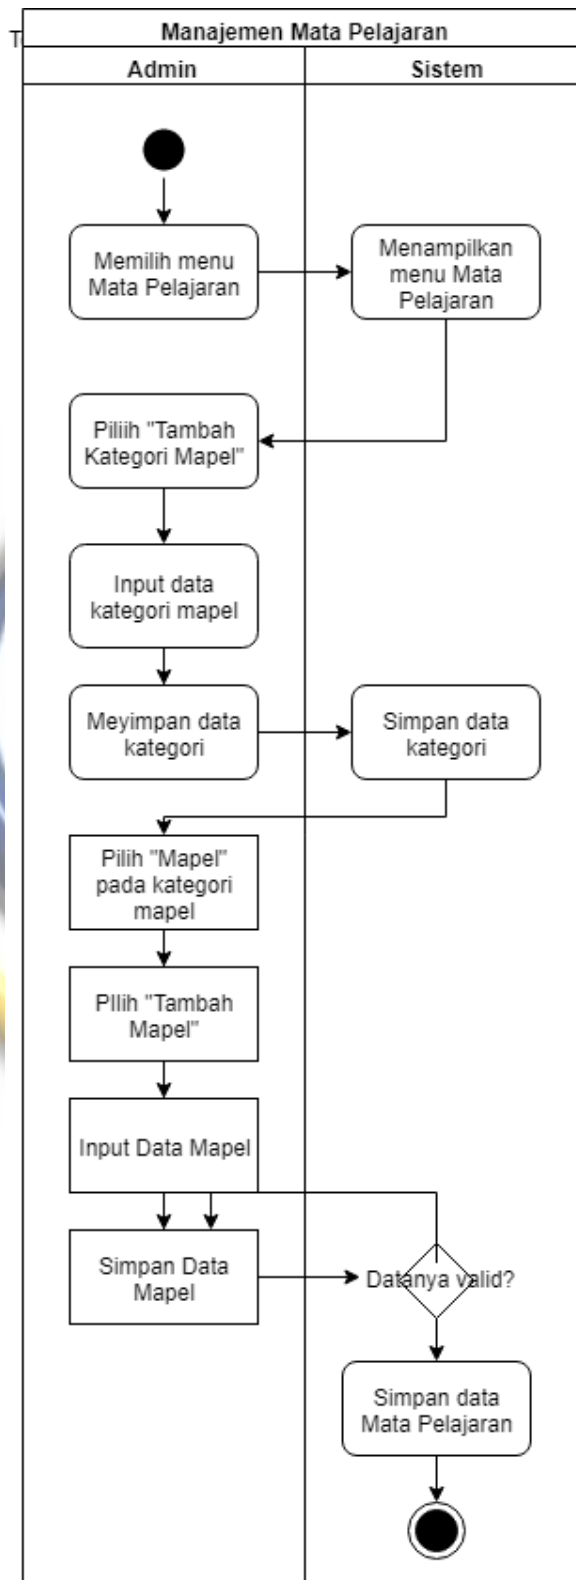 T
Manajemen Mata Pelajaran
Admin
Sistem
Memilih menu
Mata Pelajaran
Menampilkan
menu Mata
Pelajaran
Piliih "Tambah
Kategori Mapel"
Input data
kategori mapel
Meyimpan data
kategori
Simpan data
kategori
Pilih "Mapel"
pada kategori
mapel
PIlih "Tambah
Mapel"
Input Data Mapel
Simpan Data
Mapel
Datanya valid?
Simpan data
Mata Pelajaran